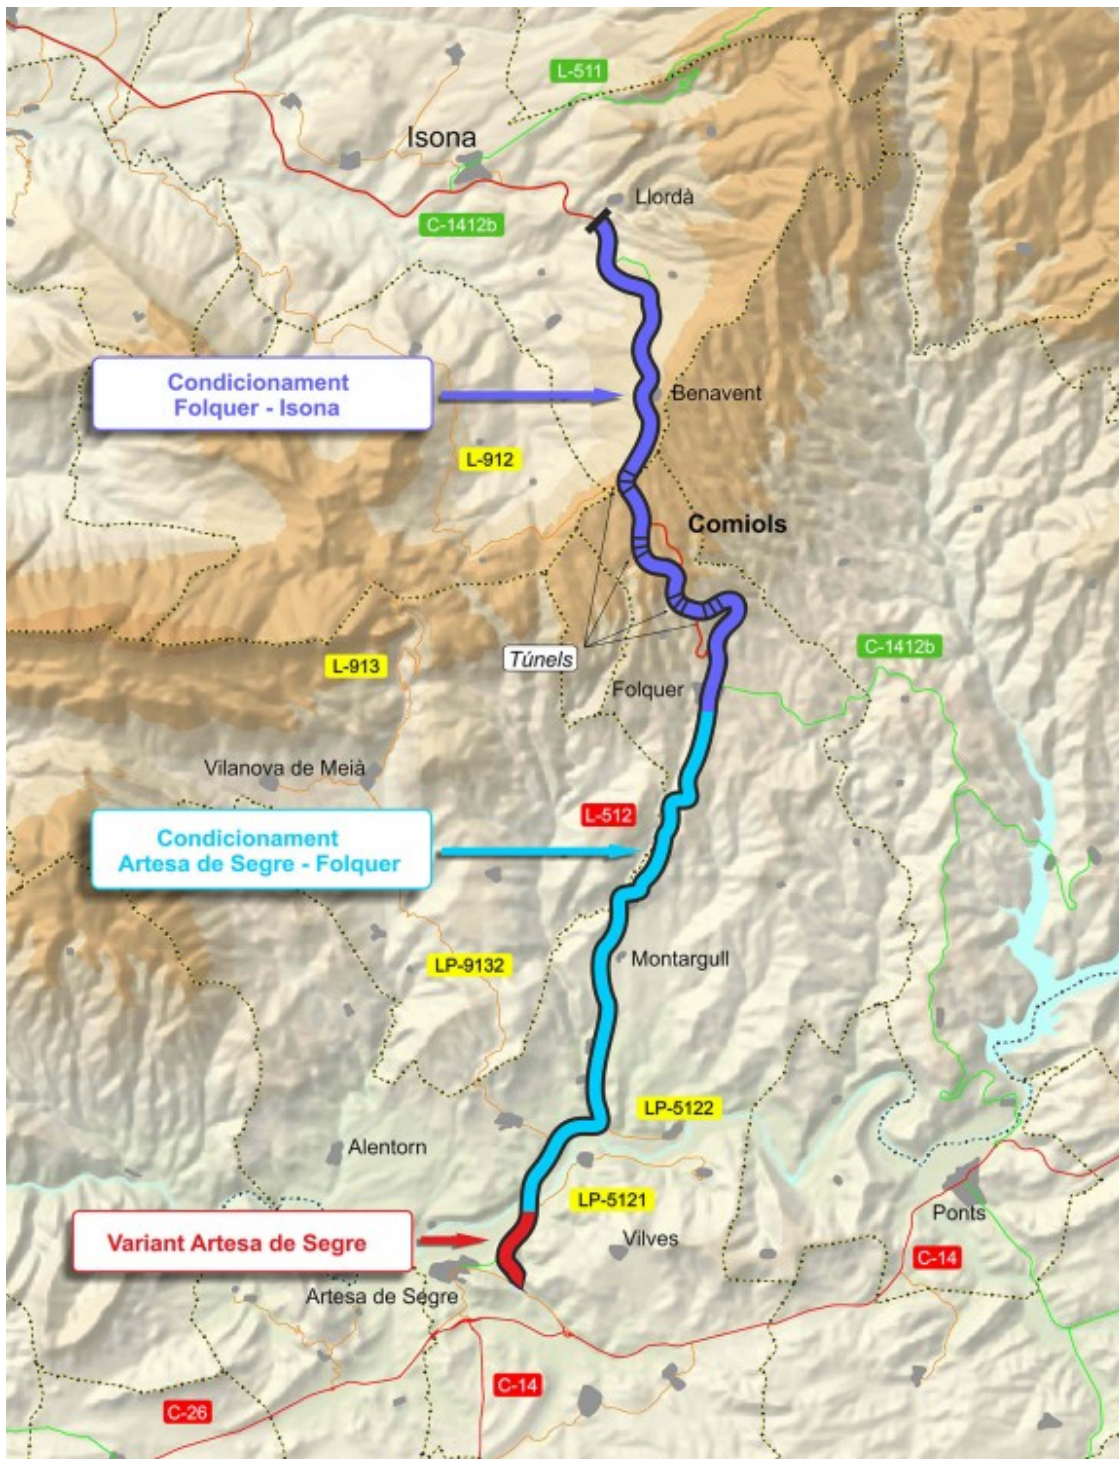 L-511
Isona
Llordà
C-1412b
Condicionament
Folquer - Isona
Benavent
L-912
Comiols
Túnels
C-1412b
L-913
Folquer
Vilanova de Meià
L-512
Condicionament
Artesa de Segre - Folquer
Montargull
LP-9132
LP-5122
Alentorn
LP-5121
Ponts
Variant Artesa de Segre
Vilves
C-14
Artesa de Segre
C-14
C-26